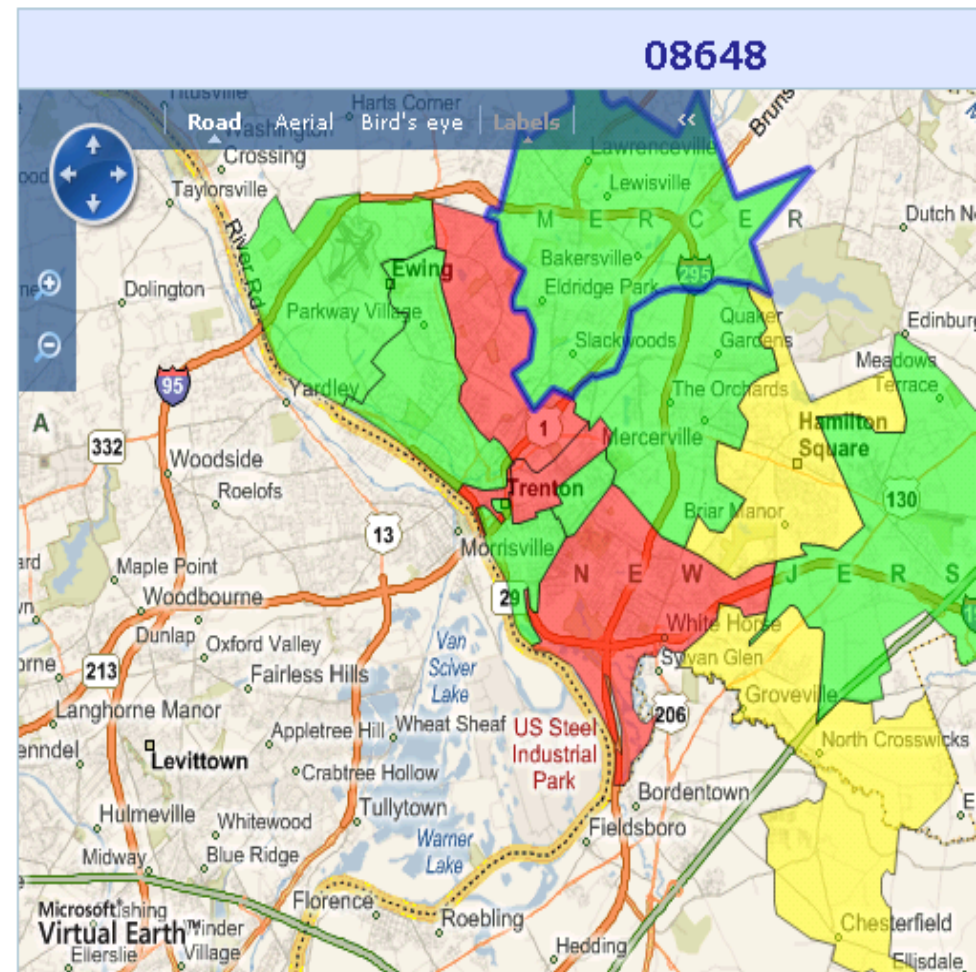 08648
Titusville
Harts Corner
Road
Aerial
Bird's eye
Labels
<<
Washington
Crossing
Lawrenceville
Taylorsville
Lewisville
M E R C E R
Dutch
River Rd
Ewing
Bakersville
295
Dolington
Eldridge Park
Parkway Village
Quaker
Gardens
Edinburg
Slackwoods
Meadows
Terrace
95
Yardley
The Orchards
A
332
1
Mercerville
Hamilton
Square
Woodside
Roelofs
Trenton
130
Briar Manor
13
Morrisville
Maple Point
N E W J E R S
Woodbourne
29
Dunlap
White Horse
Oxford Valley
Van
Sciver
Lake
Sylvan Glen
213
Fairless Hills
Groveville
Langhorne Manor
206
Appletree Hill
Wheat Sheaf
US Steel
Industrial
Park
North Crosswicks
Levittown
Crabtree Hollow
Bordentown
Tullytown
Hulmeville
Whitewood
Fieldsboro
Warner
Lake
Midway
Blue Ridge
Florence
Microsoft®
Virtual Earth™
Roebling
Chesterfield
Village
Ellerslie
Hedding
Ellisdale